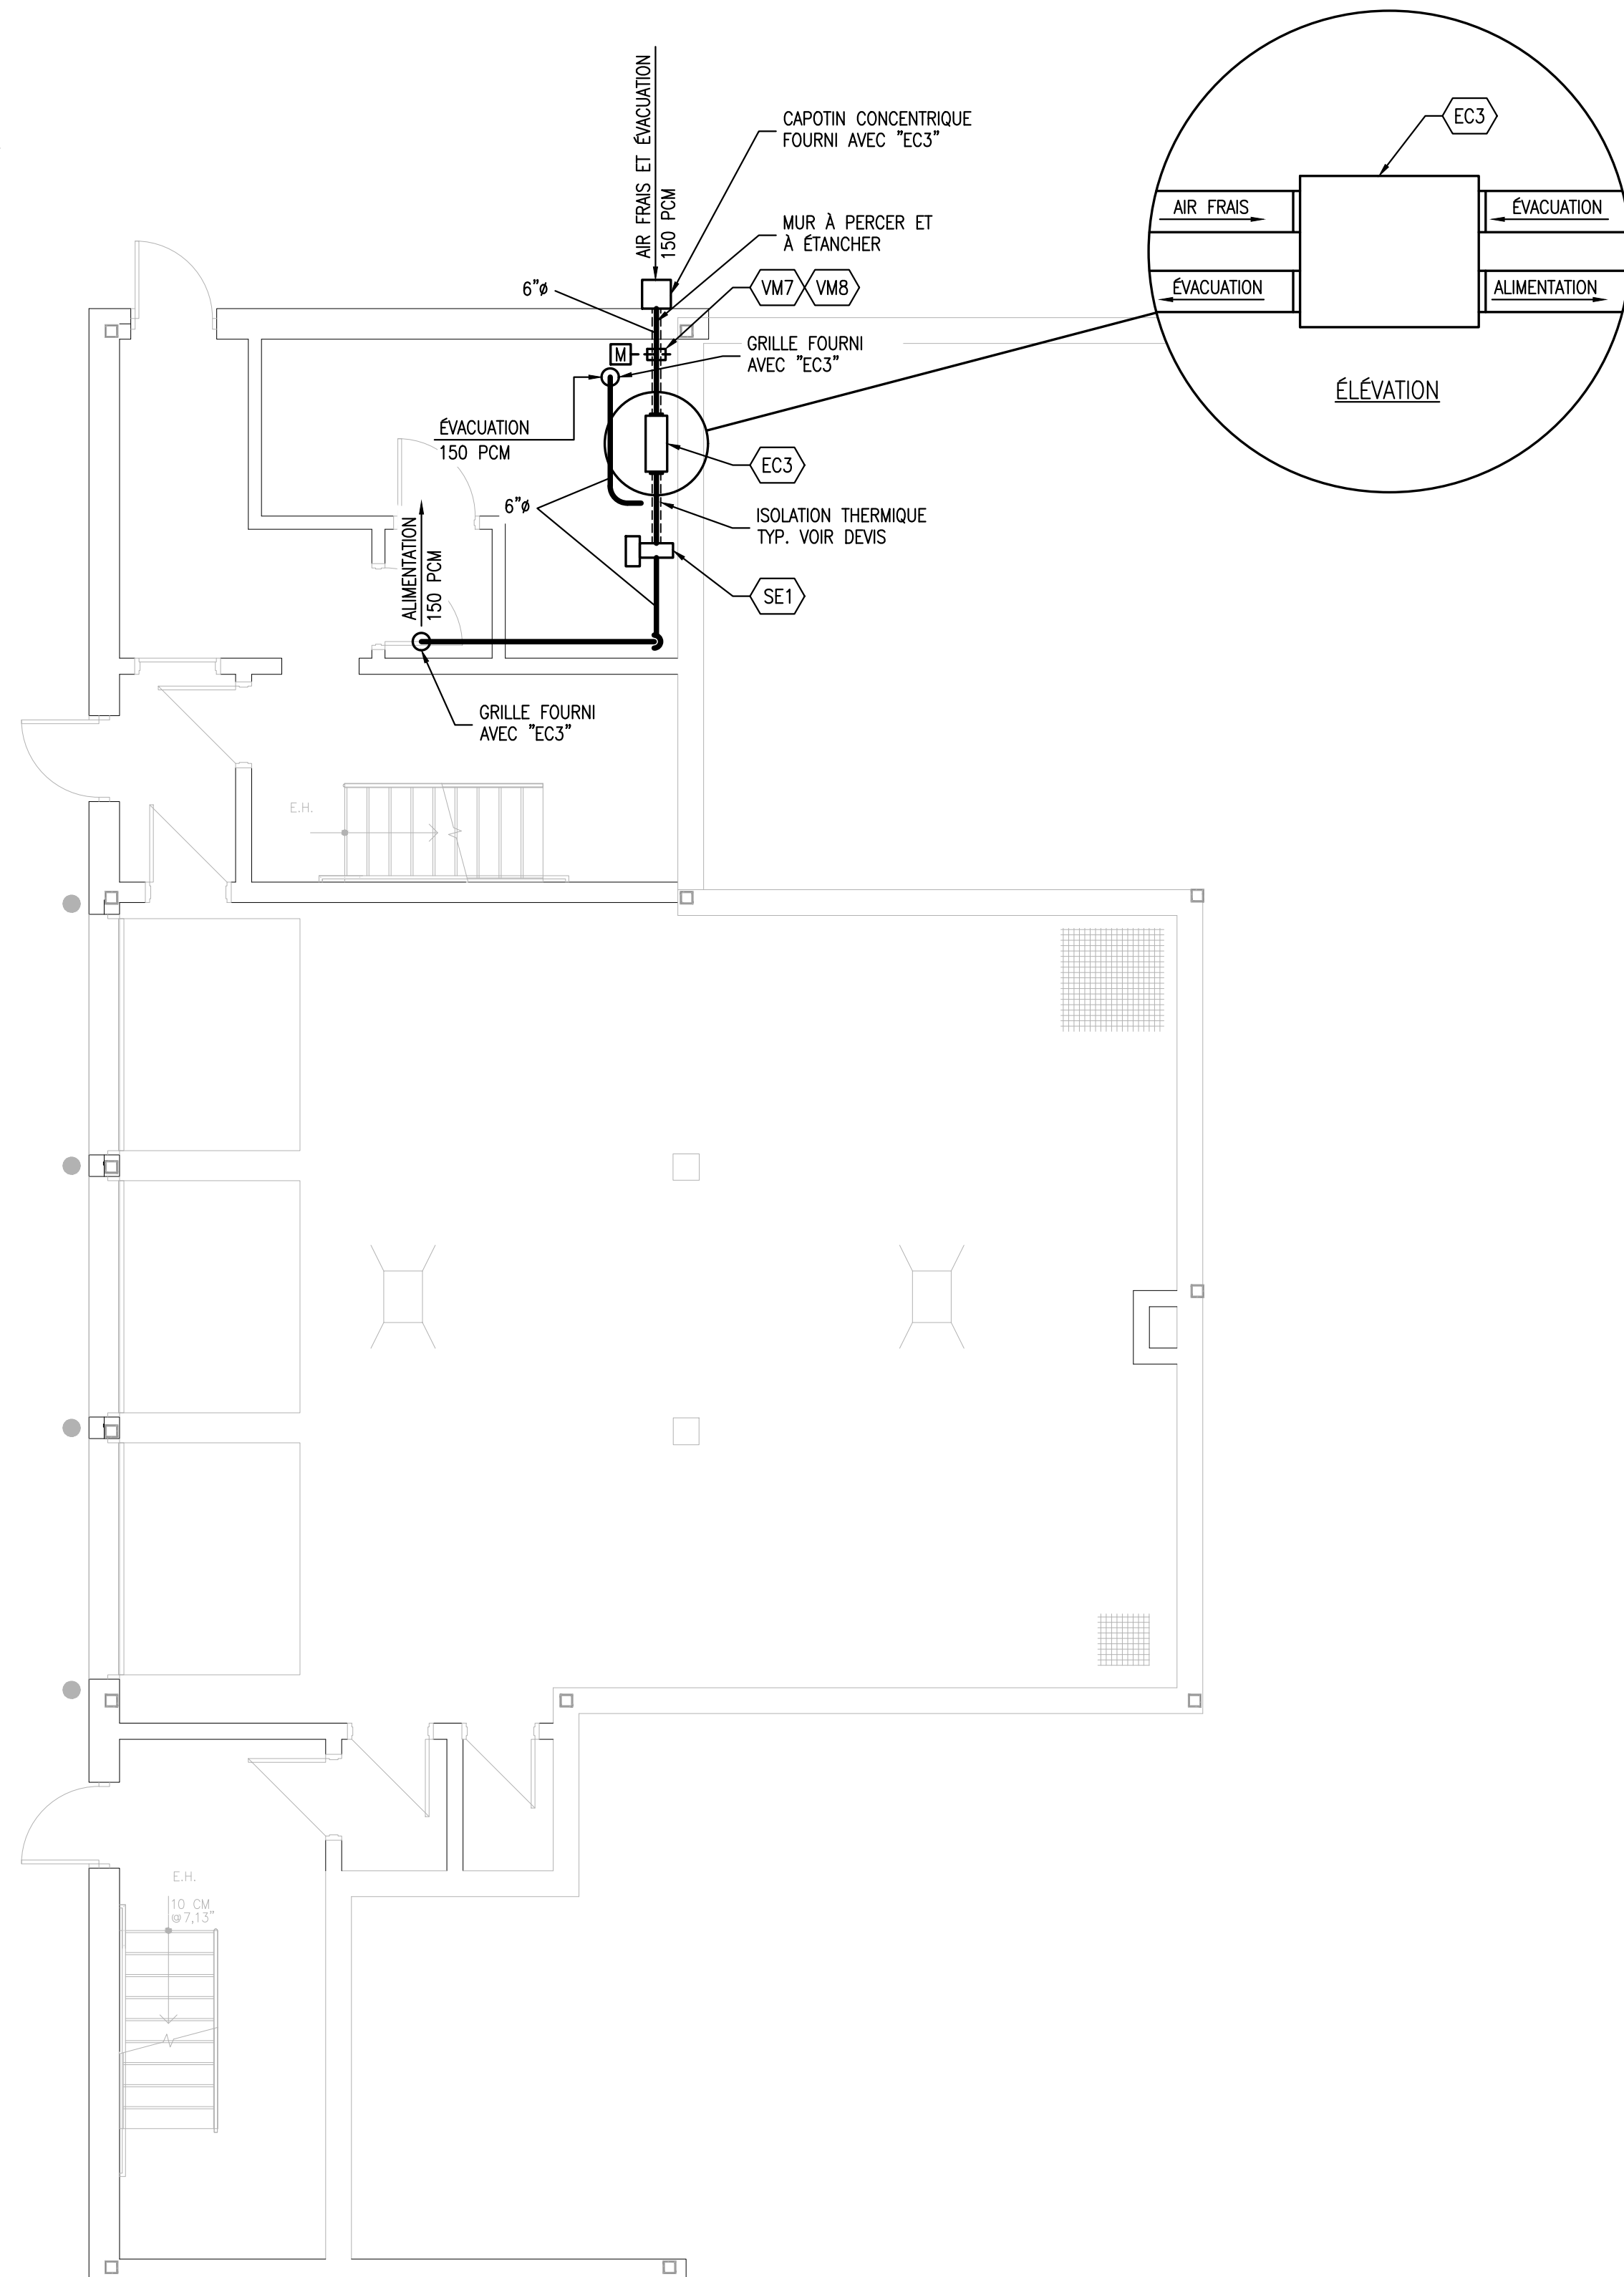 AIR FRAIS ET ÉVACUATION
150 PCM
CAPOTIN CONCENTRIQUE
FOURNI AVEC "EC3"
MUR À PERCER ET
À ÉTANCHER
6"ø
VM7
VM8
M
GRILLE FOURNI
AVEC "EC3"
ÉVACUATION
150 PCM
EC3
6"ø
ISOLATION THERMIQUE
TYP. VOIR DEVIS
ALIMENTATION
150 PCM
SE1
GRILLE FOURNI
AVEC "EC3"
EC3
AIR FRAIS
ÉVACUATION
ÉVACUATION
ALIMENTATION
ÉLÉVATION
E.H.
E.H.
10 CM
@7,13"